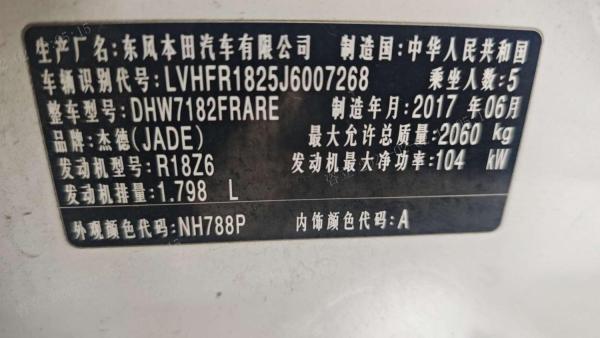 生产厂名:东风本田汽车有限公司 制造国:中华人民共和国
车辆识别代号:LVHFR1825J6007268 乘坐人数:5
整车型号:DHW7182FRARE 制造年月:2017 年06月
品牌:杰德(JADE) 最大允许总质量:2060 kg
发动机型号:R18Z6 发动机最大净功率:104 kW
发动机排量:1.798 L
外观颜色代码:NH788P 内饰颜色代码:A